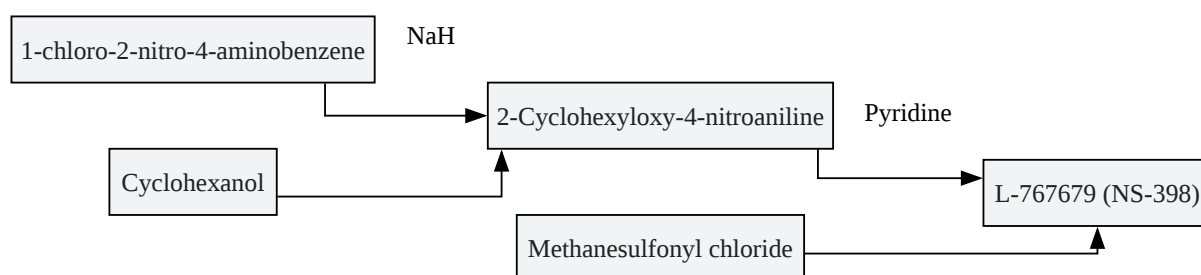 1-chloro-2-nitro-4-aminobenzene
NaH
2-Cyclohexyloxy-4-nitroaniline
Pyridine
Cyclohexanol
L-767679 (NS-398)
Methanesulfonyl chloride